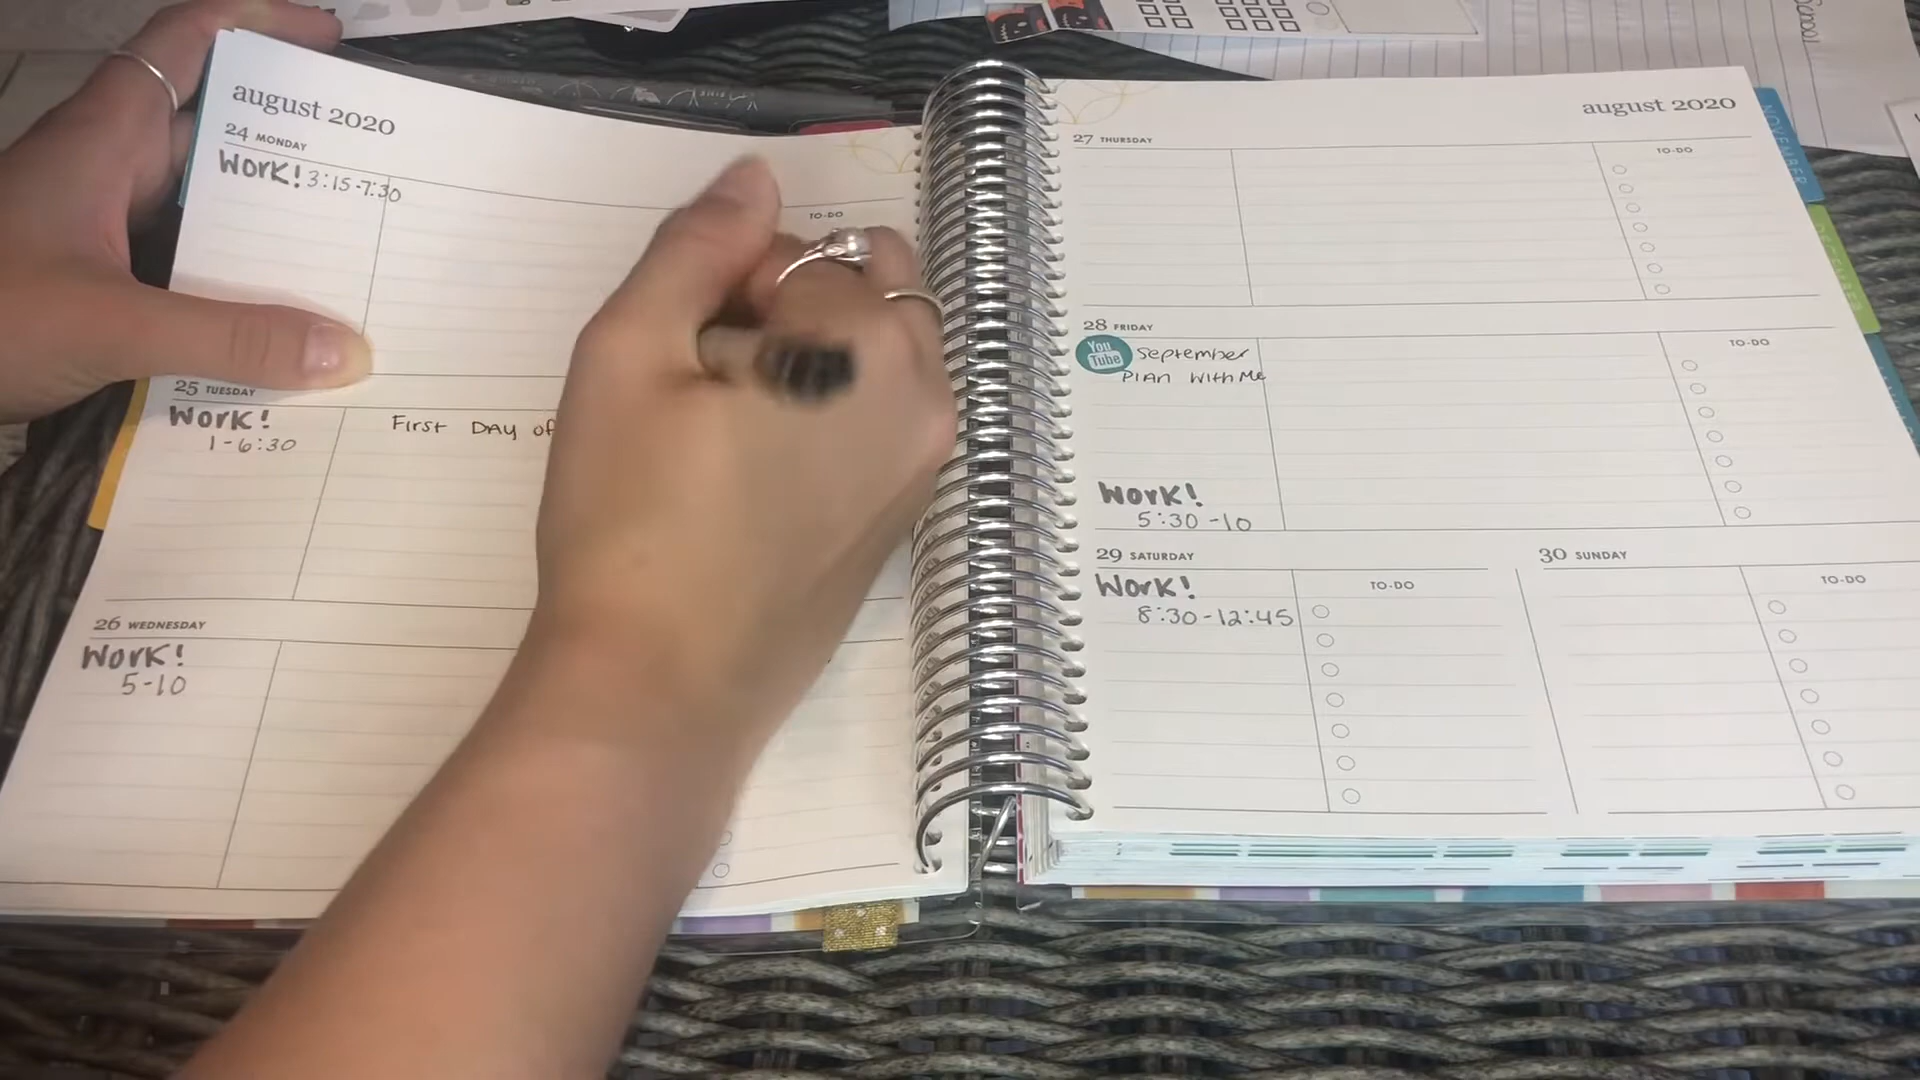 august 2020
24 MONDAY
Work! 3:15-7:30
TO-DO
25 TUESDAY
Work!
1-6:30
First DAY of
26 WEDNESDAY
Work!
5-10
august 2020
27 THURSDAY
TO-DO
28 FRIDAY
TO-DO
You
Tube
September
Plan With Me
Work!
5:30-10
29 SATURDAY
Work!
8:30-12:45
TO-DO
30 SUNDAY
TO-DO
NOVEMBER
DECEMBER